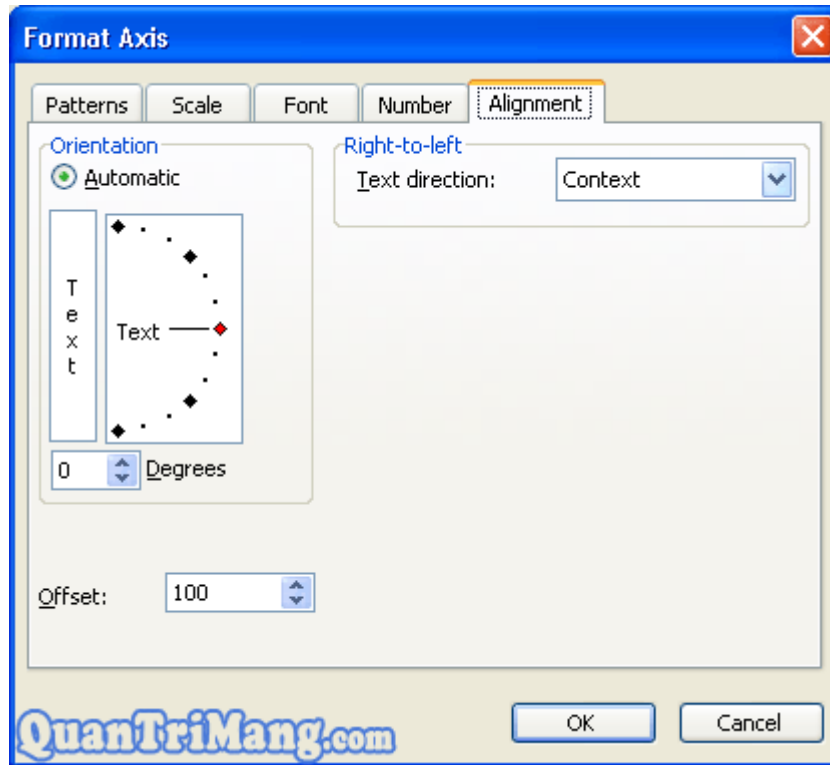 Format Axis
Patterns Scale Font Number Alignment
Orientation
Automatic
Text
Text
0 Degrees
Right-to-left
Text direction: Context
Offset: 100
OK Cancel
QuanTriMang.com